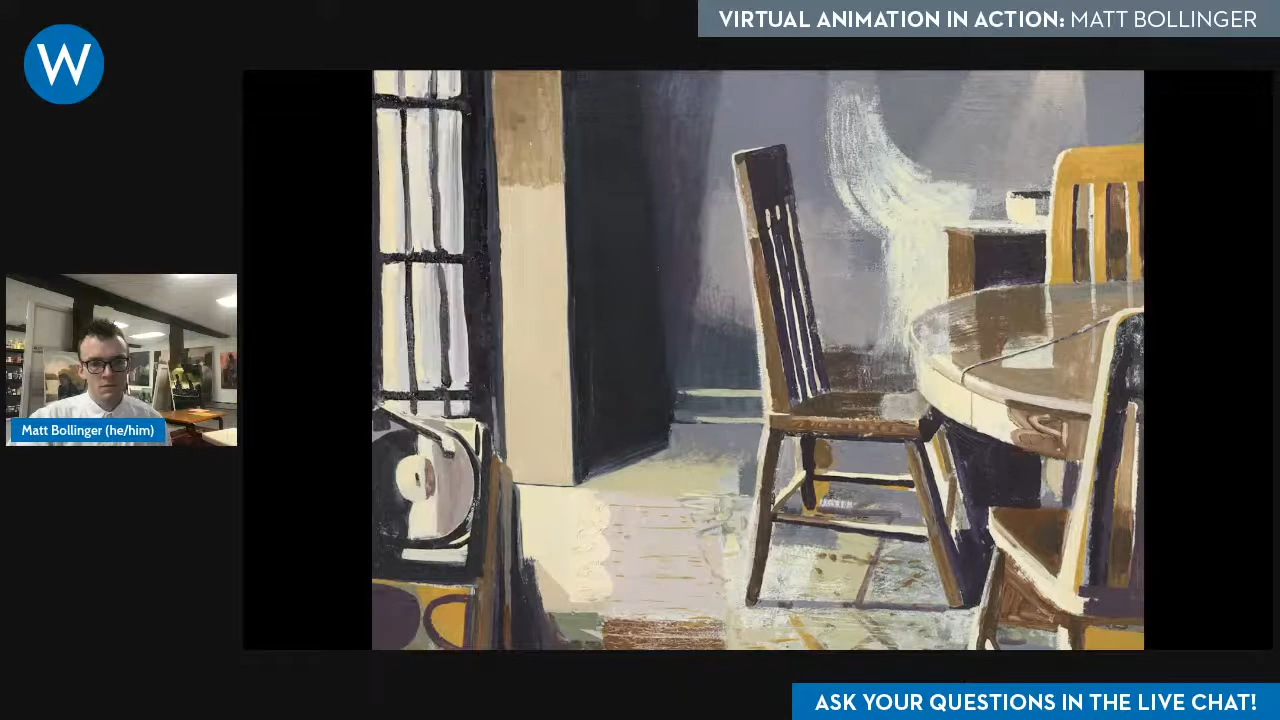 VIRTUAL ANIMATION IN ACTION: MATT BOLLINGER
W
Matt Bollinger (he/him)
ASK YOUR QUESTIONS IN THE LIVE CHAT!